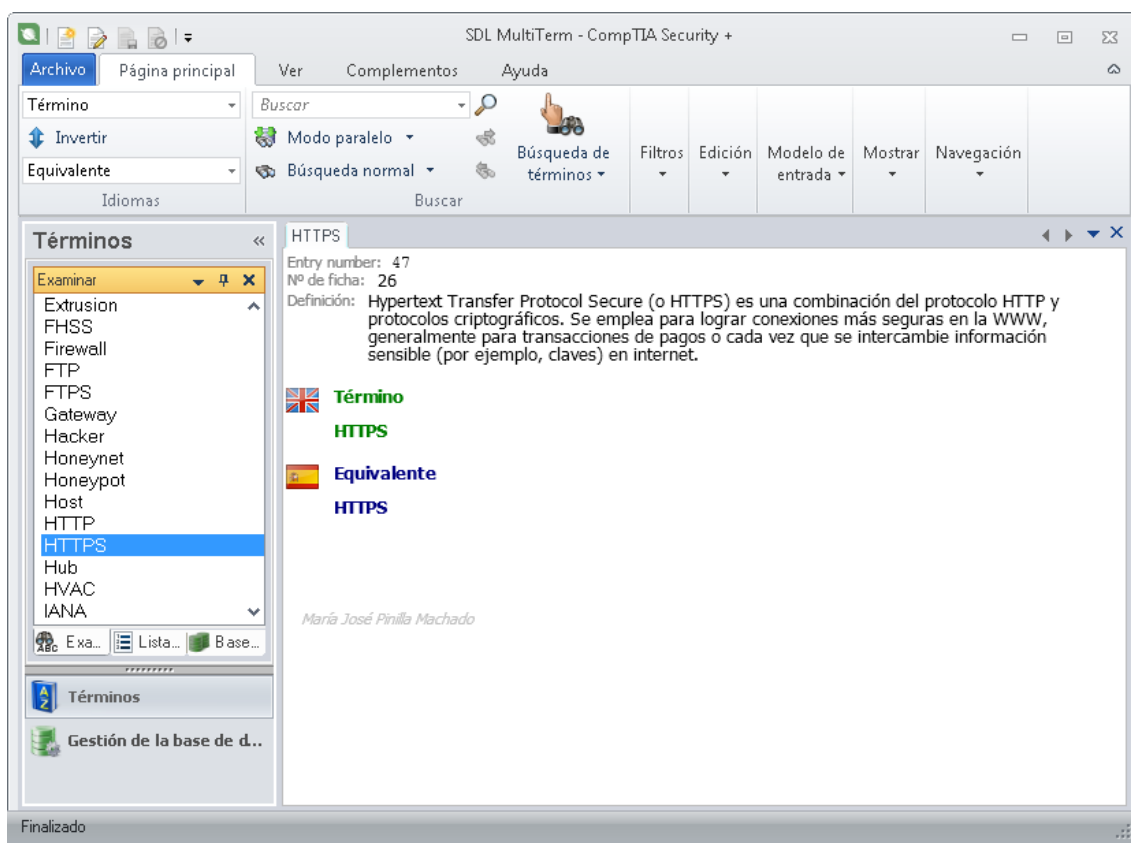 SDL MultiTerm - CompTIA Security +
Archivo Página principal Ver Complementos Ayuda
Término
Buscar
Invertir
Modo paralelo
Equivalente
Búsqueda normal
Búsqueda de
términos
Filtros
Edición
Modelo de
entrada
Mostrar
Navegación
Idiomas
Buscar
Términos
Examinar
Extrusion
FHSS
Firewall
FTP
FTPS
Gateway
Hacker
Honeynet
Honeypot
Host
HTTP
HTTPS
Hub
HVAC
IANA
Exa... Lista... Base...
Términos
Gestión de la base de d...
HTTPS
Entry number: 47
Nº de ficha: 26
Definición: Hypertext Transfer Protocol Secure (o HTTPS) es una combinación del protocolo HTTP y
protocolos criptográficos. Se emplea para lograr conexiones más seguras en la WWW,
generalmente para transacciones de pagos o cada vez que se intercambie información
sensible (por ejemplo, claves) en internet.
Término
HTTPS
Equivalente
HTTPS
María José Pinilla Machado
Finalizado